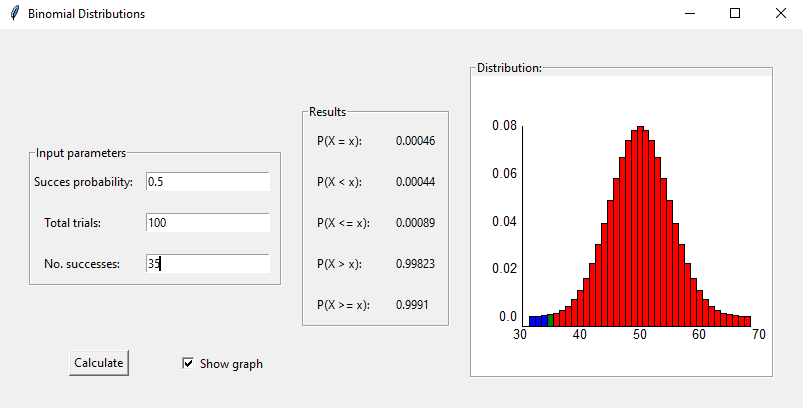 Binomial Distributions
Input parameters
Succes probability: 0.5
Total trials: 100
No. successes: 35
Calculate
Show graph
Results
P(X = x): 0.00046
P(X < x): 0.00044
P(X <= x): 0.00089
P(X > x): 0.99823
P(X >= x): 0.9991
Distribution:
0.08
0.06
0.04
0.02
0.0
30 40 50 60 70